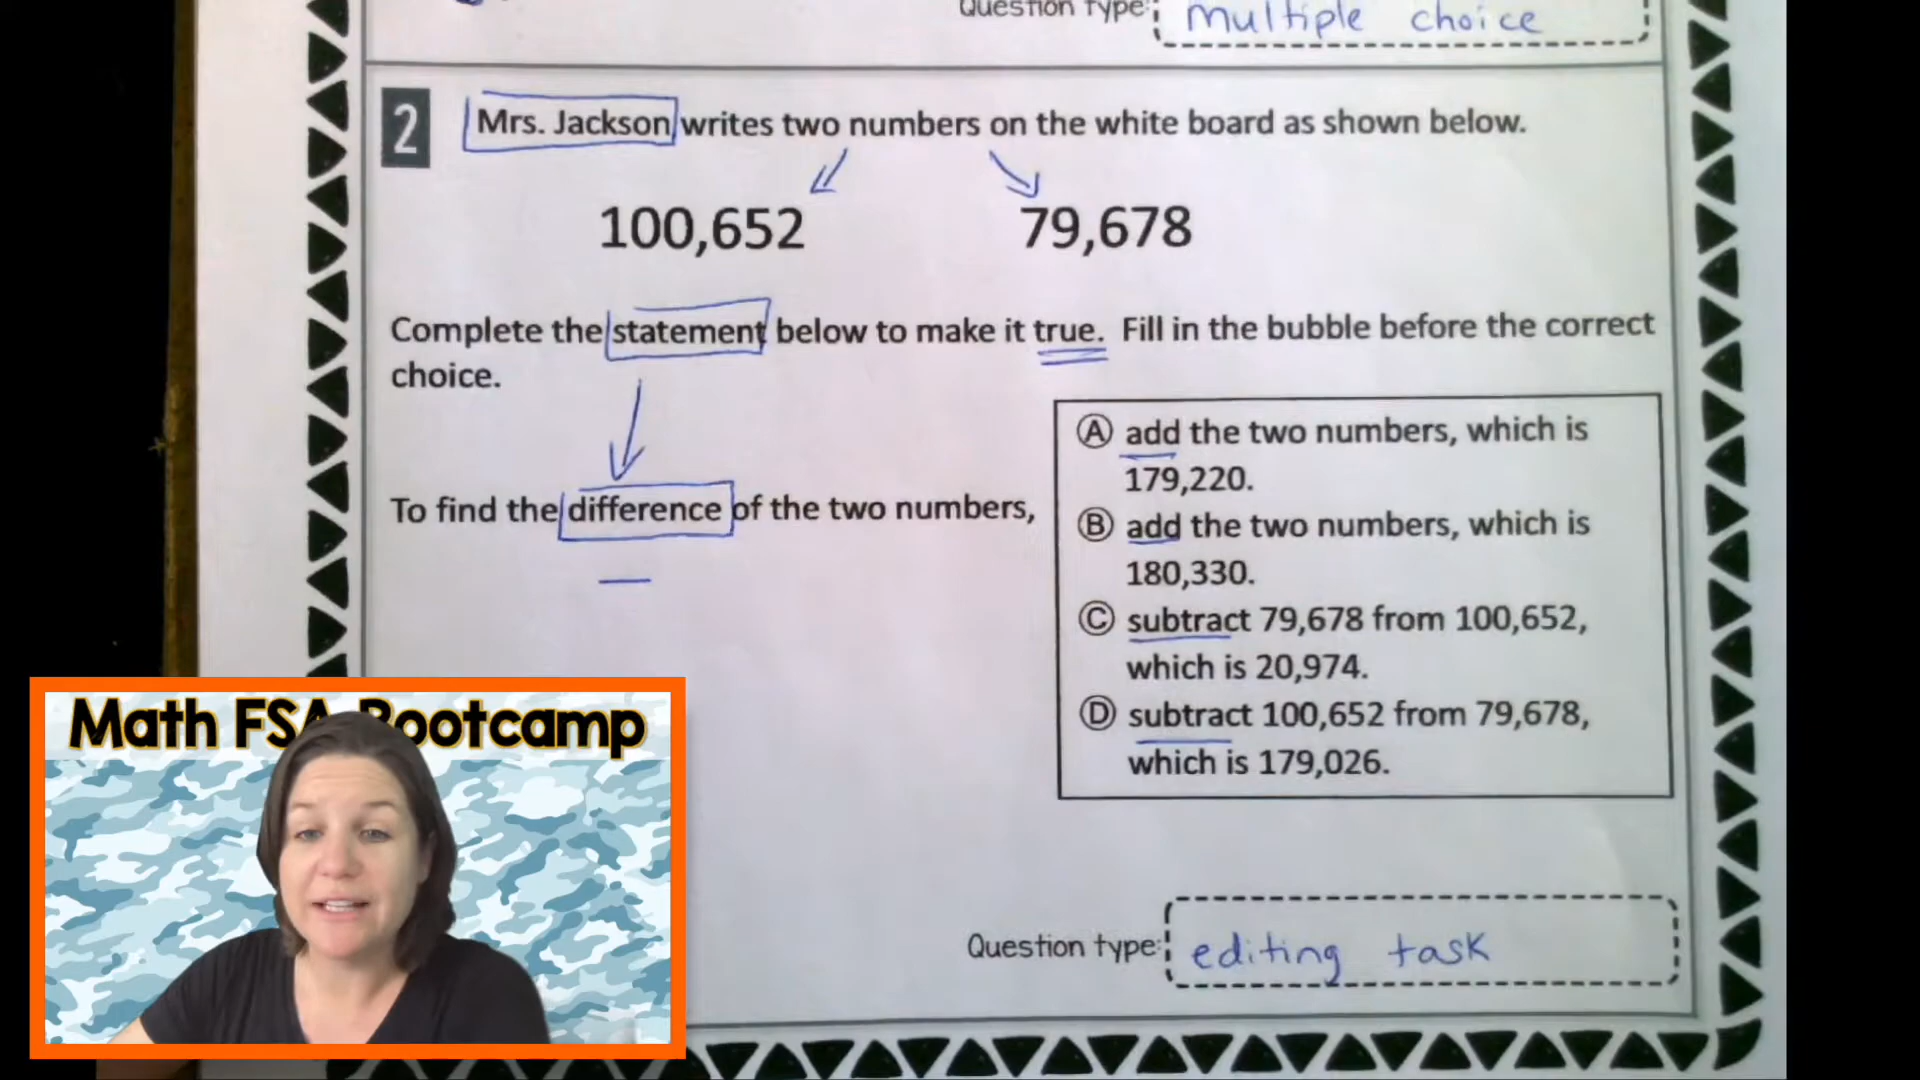 Question type: multiple choice
2 Mrs. Jackson writes two numbers on the white board as shown below.
100,652 79,678
Complete the statement below to make it true. Fill in the bubble before the correct
choice.
To find the difference of the two numbers,
A add the two numbers, which is
179,220.
B add the two numbers, which is
180,330.
C subtract 79,678 from 100,652,
which is 20,974.
D subtract 100,652 from 79,678,
which is 179,026.
Question type: editing task
Math FSA Bootcamp